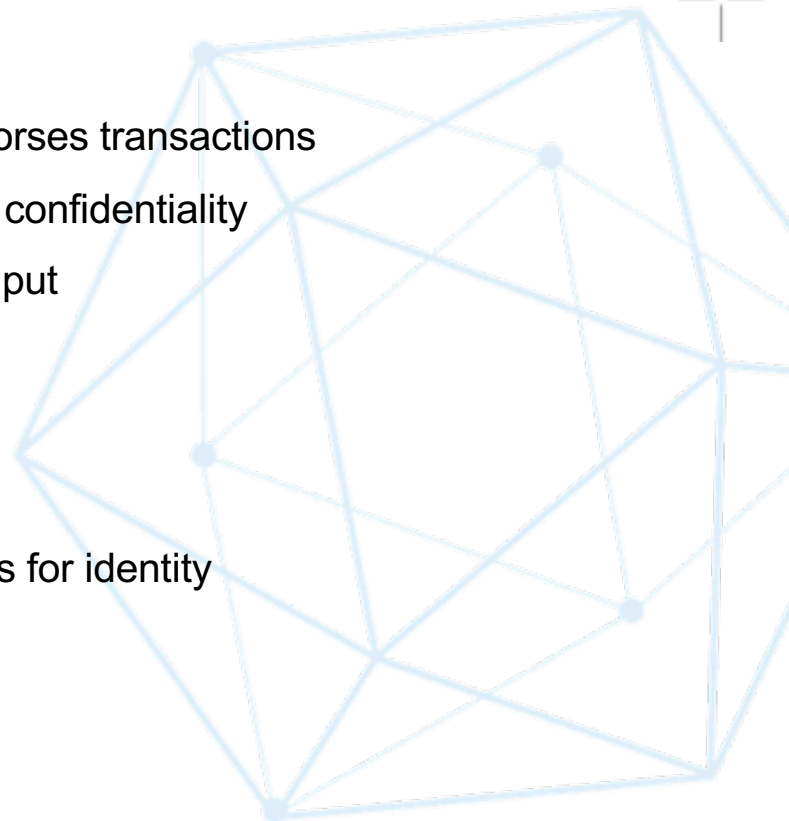 orses transactions
confidentiality
put
s for identity